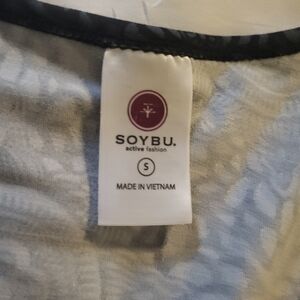 SOYBU.
active fashion
S
MADE IN VIETNAM